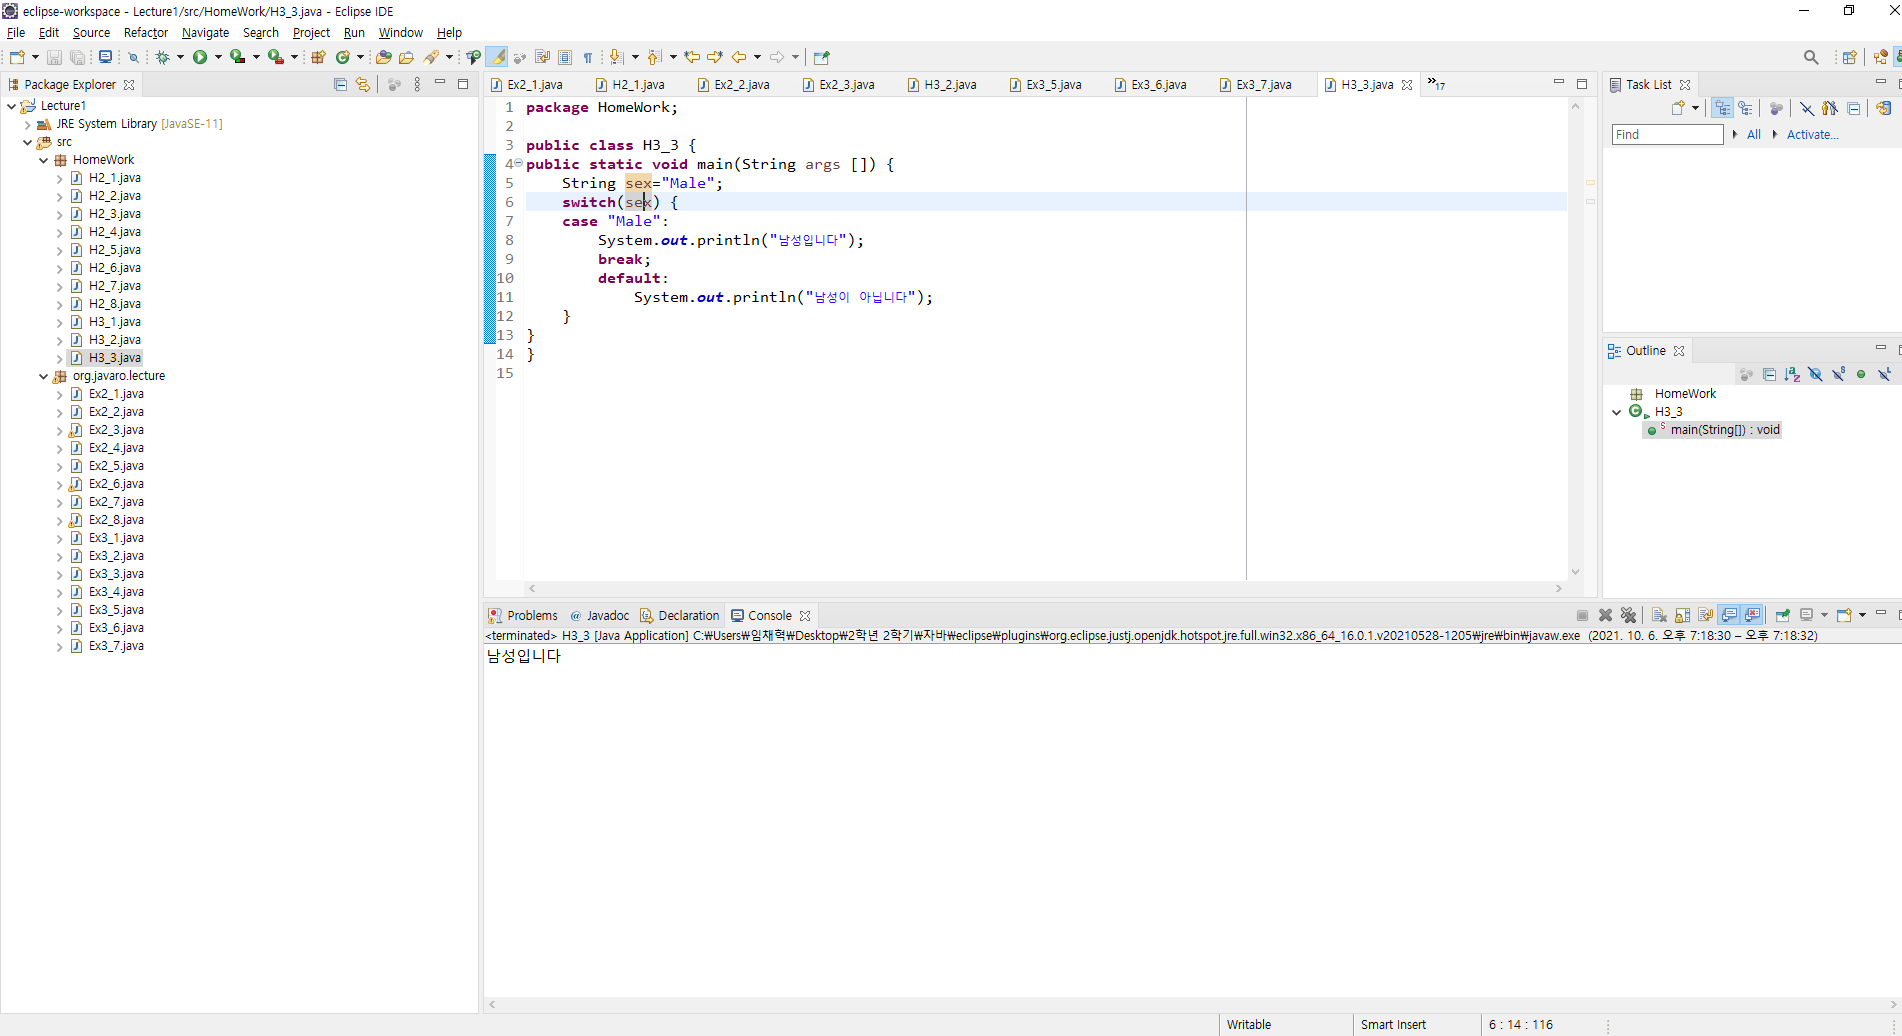 eclipse-workspace - Lecture1/src/HomeWork/H3_3.java - Eclipse IDE
File Edit Source Refactor Navigate Search Project Run Window Help
Package Explorer
Lecture1
JRE System Library [JavaSE-11]
src
HomeWork
H2_1.java
H2_2.java
H2_3.java
H2_4.java
H2_5.java
H2_6.java
H2_7.java
H2_8.java
H3_1.java
H3_2.java
H3_3.java
org.javaro.lecture
Ex2_1.java
Ex2_2.java
Ex2_3.java
Ex2_4.java
Ex2_5.java
Ex2_6.java
Ex2_7.java
Ex2_8.java
Ex3_1.java
Ex3_2.java
Ex3_3.java
Ex3_4.java
Ex3_5.java
Ex3_6.java
Ex3_7.java
Ex2_1.java H2_1.java Ex2_2.java Ex2_3.java H3_2.java Ex3_5.java Ex3_6.java Ex3_7.java H3_3.java »17
1 package HomeWork;
2
3 public class H3_3 {
4 public static void main(String args []) {
5 String sex="Male";
6 switch(sex) {
7 case "Male":
8 System.out.println("남성입니다");
9 break;
10 default:
11 System.out.println("남성이 아닙니다");
12 }
13 }
14 }
15
Task List
Find All Activate...
Outline
HomeWork
H3_3
main(String[]) : void
Problems Javadoc Declaration Console
<terminated> H3_3 [Java Application] C:₩Users₩임채혁₩Desktop₩2학년 2학기₩자바₩eclipse₩plugins₩org.eclipse.justj.openjdk.hotspot.jre.full.win32.x86_64_16.0.1.v20210528-1205₩jre₩bin₩javaw.exe (2021. 10. 6. 오후 7:18:30 – 오후 7:18:32)
남성입니다
Writable Smart Insert 6 : 14 : 116